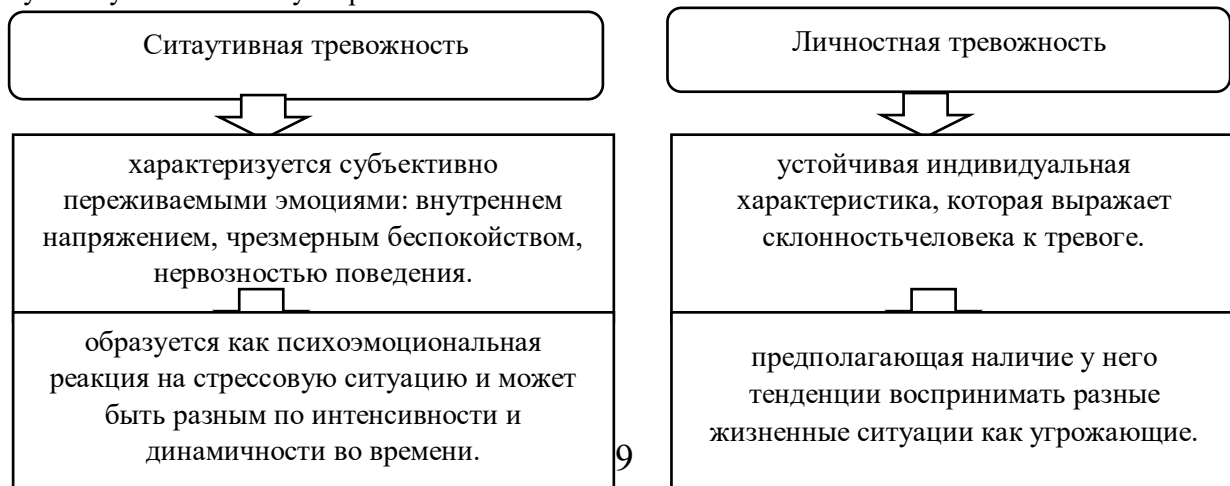 Ситаутивная тревожность
характеризуется субъективно
переживаемыми эмоциями: внутреннем
напряжением, чрезмерным беспокойством,
нервозностью поведения.
образуется как психоэмоциональная
реакция на стрессовую ситуацию и может
быть разным по интенсивности и
динамичности во времени.
Личностная тревожность
устойчивая индивидуальная
характеристика, которая выражает
склонностьчеловека к тревоге.
предполагающая наличие у него
тенденции воспринимать разные
жизненные ситуации как угрожающие.
9